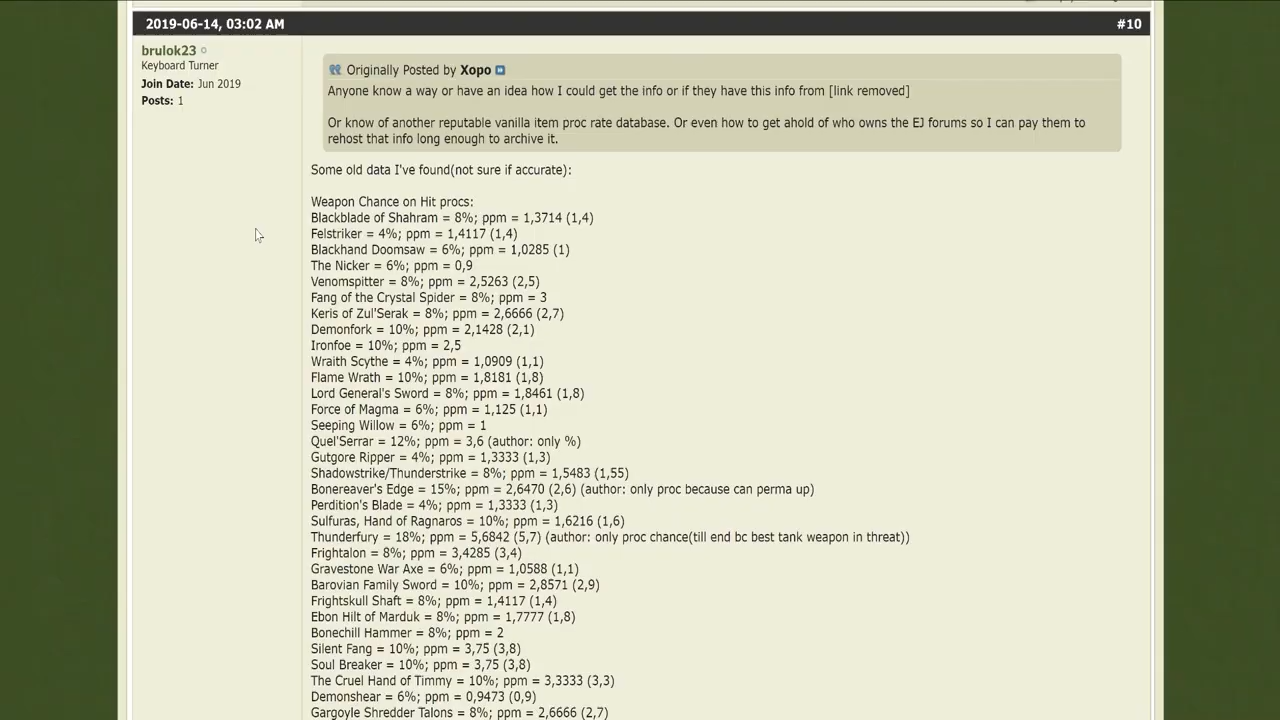 2019-06-14, 03:02 AM
#10
brulok23
Keyboard Turner
Join Date: Jun 2019
Posts: 1
Originally Posted by Xopo
Anyone know a way or have an idea how I could get the info or if they have this info from [link removed]
Or know of another reputable vanilla item proc rate database. Or even how to get ahold of who owns the EJ forums so I can pay them to
rehost that info long enough to archive it.
Some old data I've found(not sure if accurate):
Weapon Chance on Hit procs:
Blackblade of Shahram = 8%; ppm = 1,3714 (1,4)
Felstriker = 4%; ppm = 1,4117 (1,4)
Blackhand Doomsaw = 6%; ppm = 1,0285 (1)
The Nicker = 6%; ppm = 0,9
Venomspitter = 8%; ppm = 2,5263 (2,5)
Fang of the Crystal Spider = 8%; ppm = 3
Keris of Zul'Serak = 8%; ppm = 2,6666 (2,7)
Demonfork = 10%; ppm = 2,1428 (2,1)
Ironfoe = 10%; ppm = 2,5
Wraith Scythe = 4%; ppm = 1,0909 (1,1)
Flame Wrath = 10%; ppm = 1,8181 (1,8)
Lord General's Sword = 8%; ppm = 1,8461 (1,8)
Force of Magma = 6%; ppm = 1,125 (1,1)
Seeping Willow = 6%; ppm = 1
Quel'Serrar = 12%; ppm = 3,6 (author: only %)
Gutgore Ripper = 4%; ppm = 1,3333 (1,3)
Shadowstrike/Thunderstrike = 8%; ppm = 1,5483 (1,55)
Bonereaver's Edge = 15%; ppm = 2,6470 (2,6) (author: only proc because can perma up)
Perdition's Blade = 4%; ppm = 1,3333 (1,3)
Sulfuras, Hand of Ragnaros = 10%; ppm = 1,6216 (1,6)
Thunderfury = 18%; ppm = 5,6842 (5,7) (author: only proc chance(till end bc best tank weapon in threat))
Frightalon = 8%; ppm = 3,4285 (3,4)
Gravestone War Axe = 6%; ppm = 1,0588 (1,1)
Barovian Family Sword = 10%; ppm = 2,8571 (2,9)
Frightskull Shaft = 8%; ppm = 1,4117 (1,4)
Ebon Hilt of Marduk = 8%; ppm = 1,7777 (1,8)
Bonechill Hammer = 8%; ppm = 2
Silent Fang = 10%; ppm = 3,75 (3,8)
Soul Breaker = 10%; ppm = 3,75 (3,8)
The Cruel Hand of Timmy = 10%; ppm = 3,3333 (3,3)
Demonshear = 6%; ppm = 0,9473 (0,9)
Gargoyle Shredder Talons = 8%; ppm = 2,6666 (2,7)